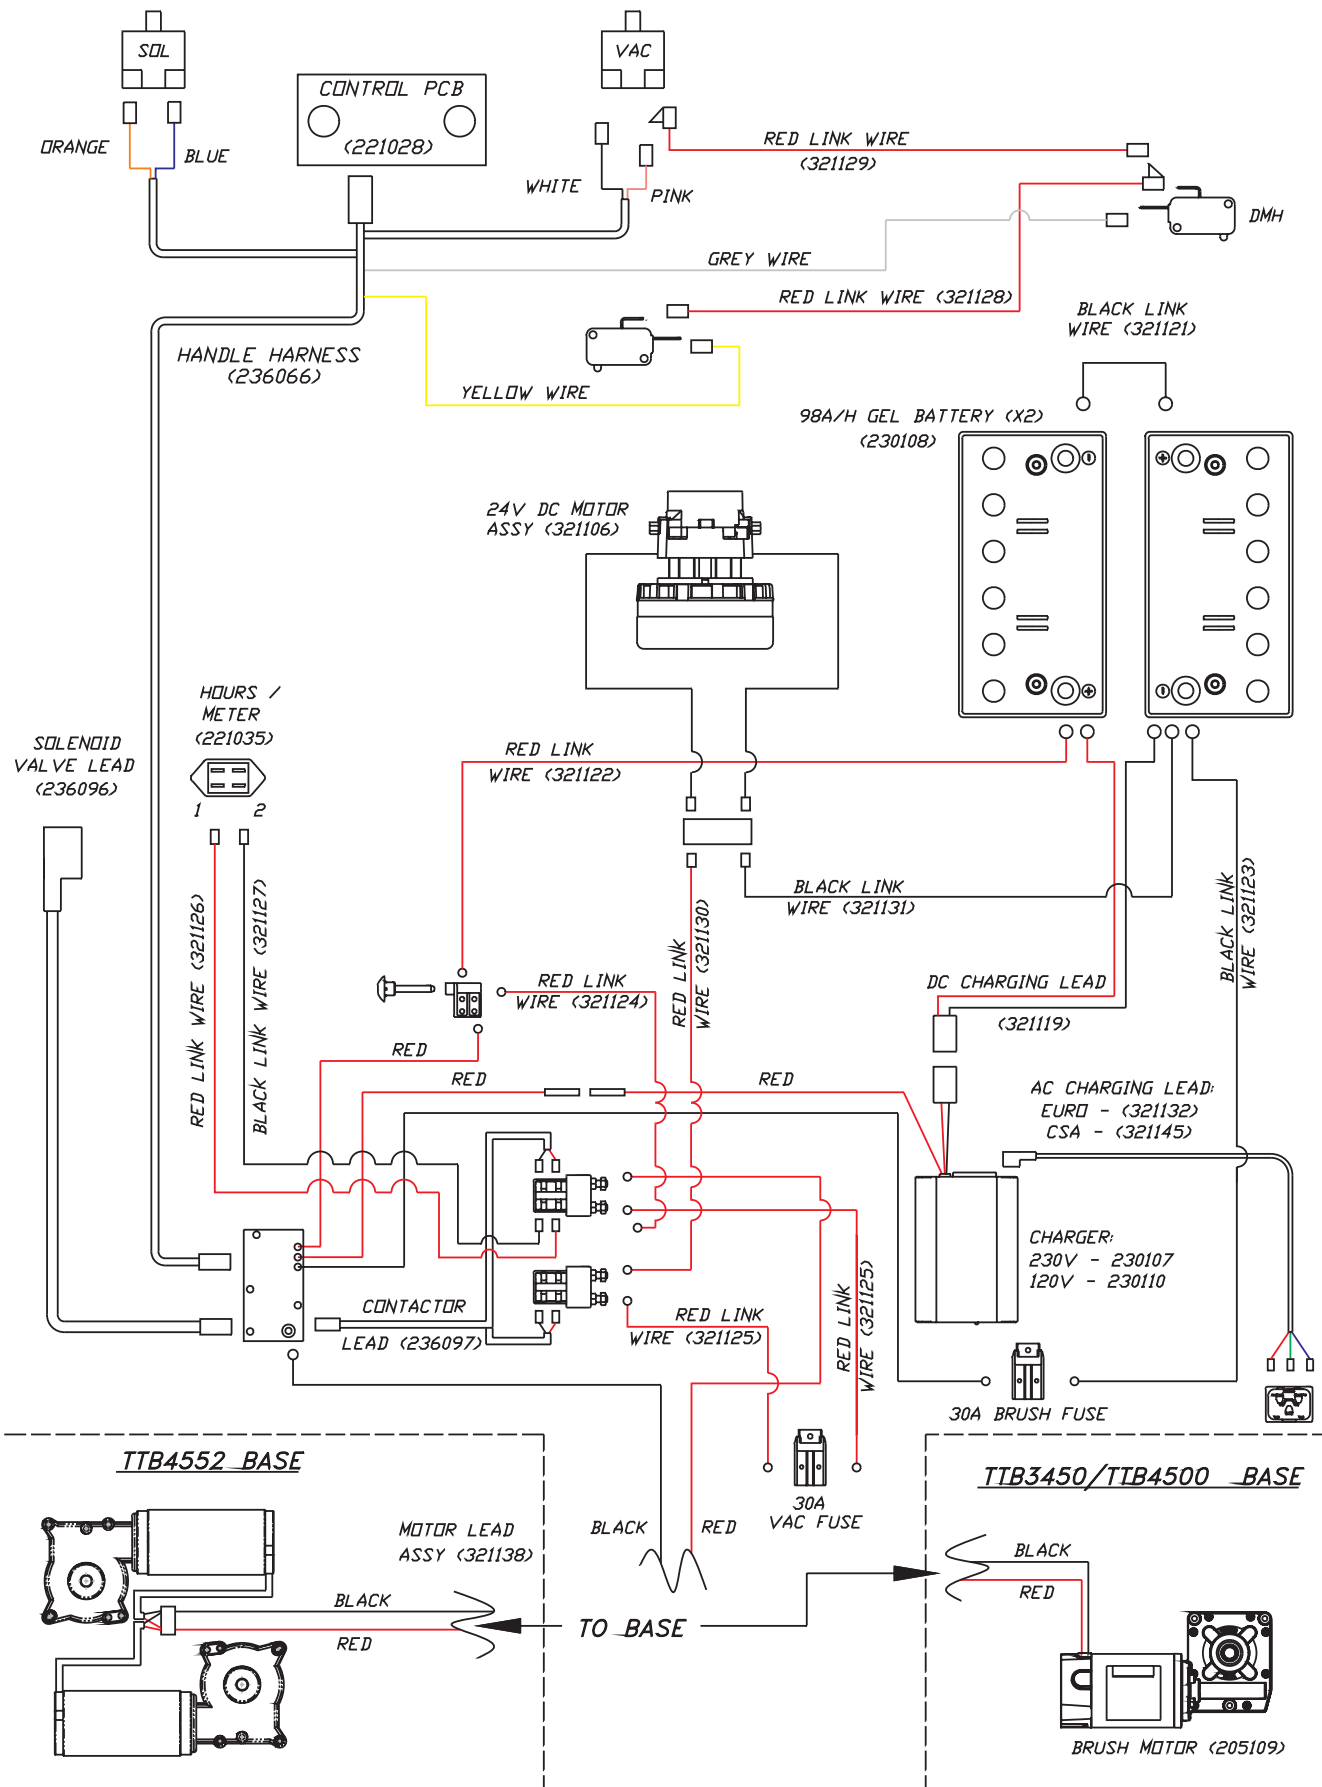 SOL
VAC
CONTROL PCB
(221028)
ORANGE
BLUE
WHITE
PINK
RED LINK WIRE
(321129)
DMH
GREY WIRE
RED LINK WIRE (321128)
BLACK LINK
WIRE (321121)
HANDLE HARNESS
(236066)
YELLOW WIRE
98A/H GEL BATTERY (X2)
(230108)
24V DC MOTOR
ASSY (321106)
HOURS /
METER
(221035)
1
2
SOLENOID
VALVE LEAD
(236096)
RED LINK
WIRE (321122)
BLACK LINK
WIRE (321131)
RED LINK WIRE (321126)
BLACK LINK WIRE (321127)
RED LINK
WIRE (321130)
BLACK LINK
WIRE (321123)
RED LINK
WIRE (321124)
DC CHARGING LEAD
(321119)
RED
RED
RED
AC CHARGING LEAD:
EURO - (321132)
CSA - (321145)
CHARGER:
230V - 230107
120V - 230110
CONTACTOR
LEAD (236097)
RED LINK
WIRE (321125)
RED LINK
WIRE (321125)
30A BRUSH FUSE
30A
VAC FUSE
TTB4552 BASE
TTB3450/TTB4500 BASE
MOTOR LEAD
ASSY (321138)
BLACK
RED
BLACK
RED
TO BASE
BLACK
RED
BRUSH MOTOR (205109)